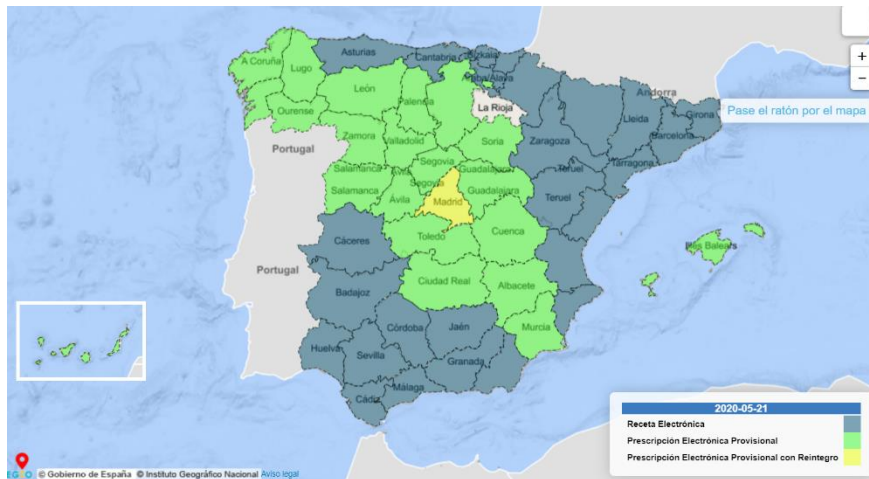 Asturias
Cantabria
Bizkaia
A Coruña
Lugo
Araba/Álava
León
Palencia
La Rioja
Andorra
Girona
Lleida
Barcelona
Pase el ratón por el mapa
+
−
Ourense
Zaragoza
Zamora
Valladolid
Soria
Tarragona
Portugal
Segovia
Teruel
Salamanca
Ávila
Segovia
Guadalajara
Salamanca
Ávila
Madrid
Guadalajara
Teruel
Toledo
Cuenca
Illes Balears
Cáceres
Portugal
Ciudad Real
Albacete
Badajoz
Murcia
Córdoba
Jaén
Huelva
Sevilla
Granada
Málaga
Cádiz
2020-05-21
Receta Electrónica
Prescripción Electrónica Provisional
Prescripción Electrónica Provisional con Reintegro
© Gobierno de España © Instituto Geográfico Nacional Aviso legal